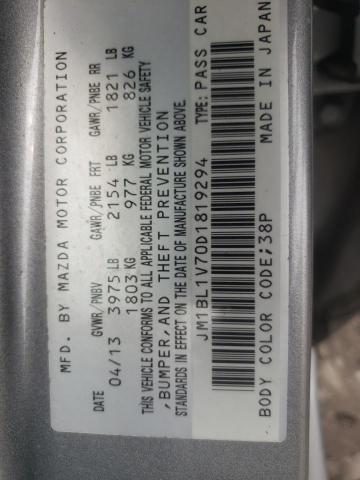 MFD. BY MAZDA MOTOR CORPORATION
DATE GVWR/PNBV GAWR/PNBE FRT GAWR/PNBE RR
04/13 3975 LB 2154 LB 1821 LB
1803 KG 977 KG 826 KG
THIS VEHICLE CONFORMS TO ALL APPLICABLE FEDERAL MOTOR VEHICLE SAFETY
,BUMPER,AND THEFT PREVENTION
STANDARDS IN EFFECT ON THE DATE OF MANUFACTURE SHOWN ABOVE.
JM1BL1V70D1819294 TYPE: PASS CAR
BODY COLOR CODE;38P MADE IN JAPAN